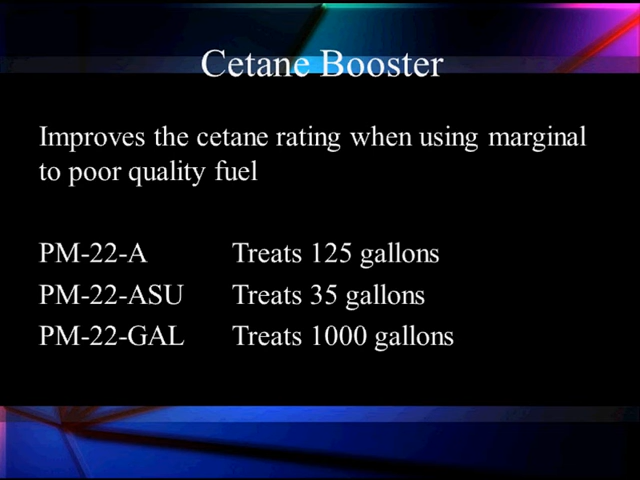 Cetane Booster
Improves the cetane rating when using marginal
to poor quality fuel
PM-22-A Treats 125 gallons
PM-22-ASU Treats 35 gallons
PM-22-GAL Treats 1000 gallons